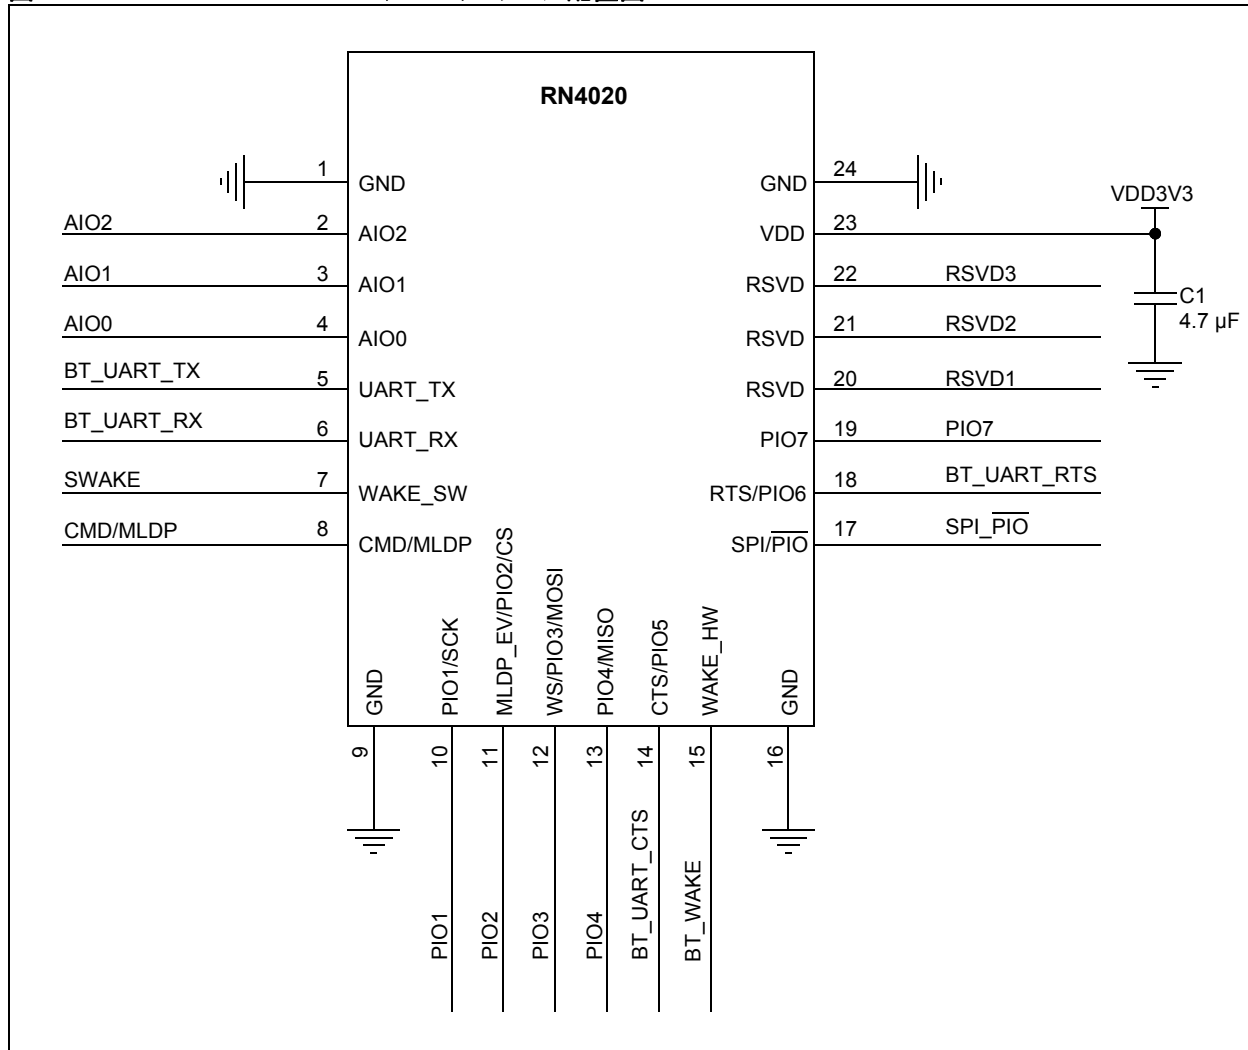 RN4020
1
GND
24
GND
VDD3V3
AIO2
2
AIO2
VDD
23
AIO1
3
AIO1
RSVD
22
RSVD3
C1
4.7 µF
AIO0
4
AIO0
RSVD
21
RSVD2
BT_UART_TX
5
UART_TX
RSVD
20
RSVD1
BT_UART_RX
6
UART_RX
PIO7
19
PIO7
SWAKE
7
WAKE_SW
RTS/PIO6
18
BT_UART_RTS
CMD/MLDP
8
CMD/MLDP
SPI/P̅I̅O̅
17
SPI_P̅I̅O̅
GND
PIO1/SCK
MLDP_EV/PIO2/CS
WS/PIO3/MOSI
PIO4/MISO
CTS/PIO5
WAKE_HW
GND
9
10
11
12
13
14
15
16
PIO1
PIO2
PIO3
PIO4
BT_UART_CTS
BT_WAKE